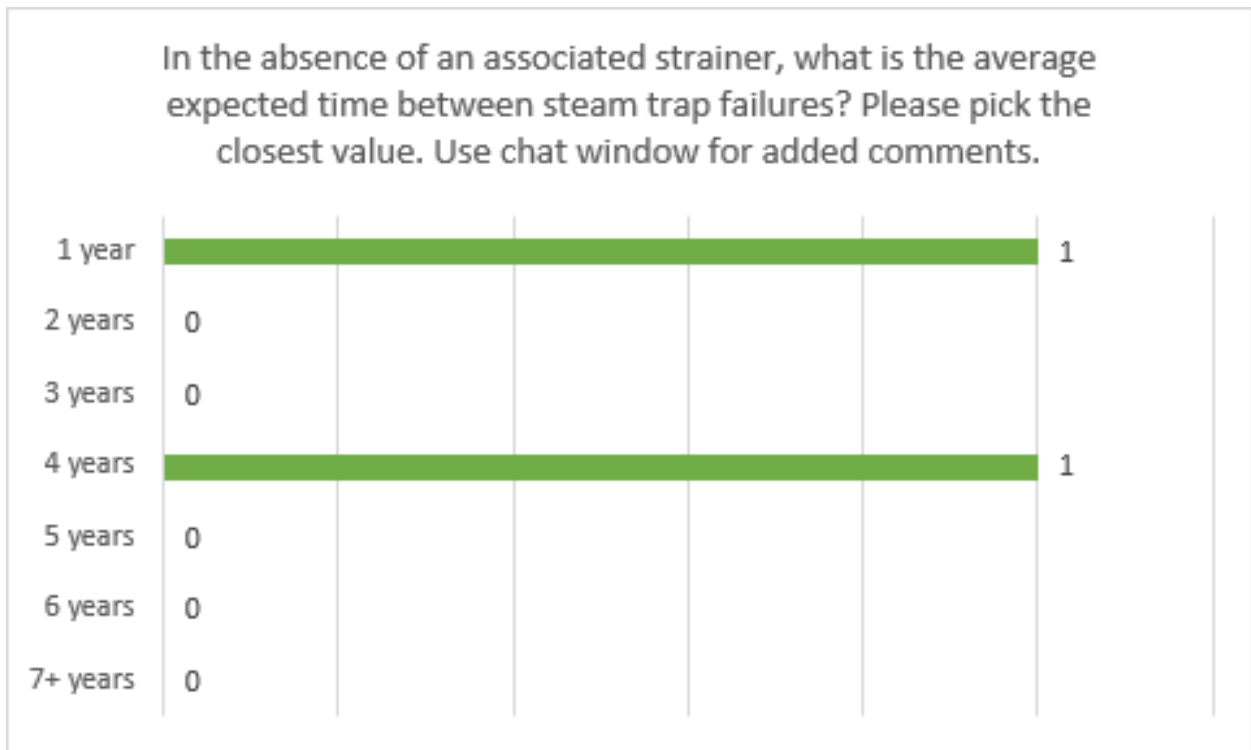 In the absence of an associated strainer, what is the average
expected time between steam trap failures? Please pick the
closest value. Use chat window for added comments.
1 year 1
2 years 0
3 years 0
4 years 1
5 years 0
6 years 0
7+ years 0